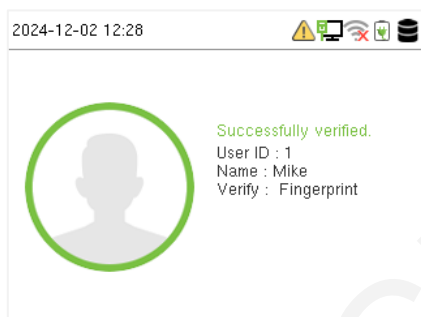 2024-12-02 12:28
Successfully verified.
User ID : 1
Name : Mike
Verify : Fingerprint